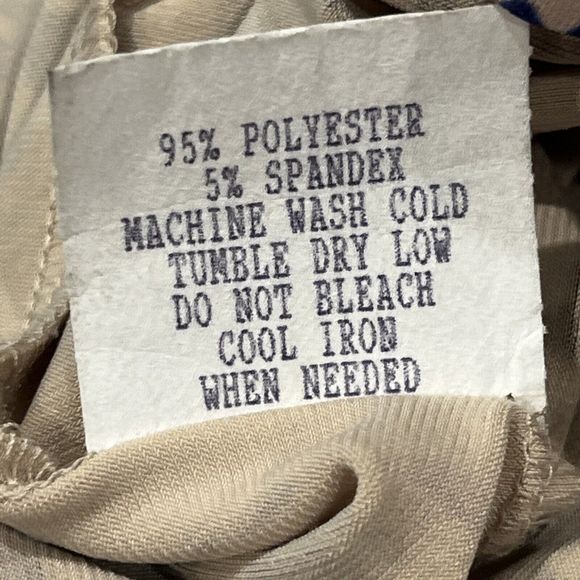 95% POLYESTER
5% SPANDEX
MACHINE WASH COLD
TUMBLE DRY LOW
DO NOT BLEACH
COOL IRON
WHEN NEEDED